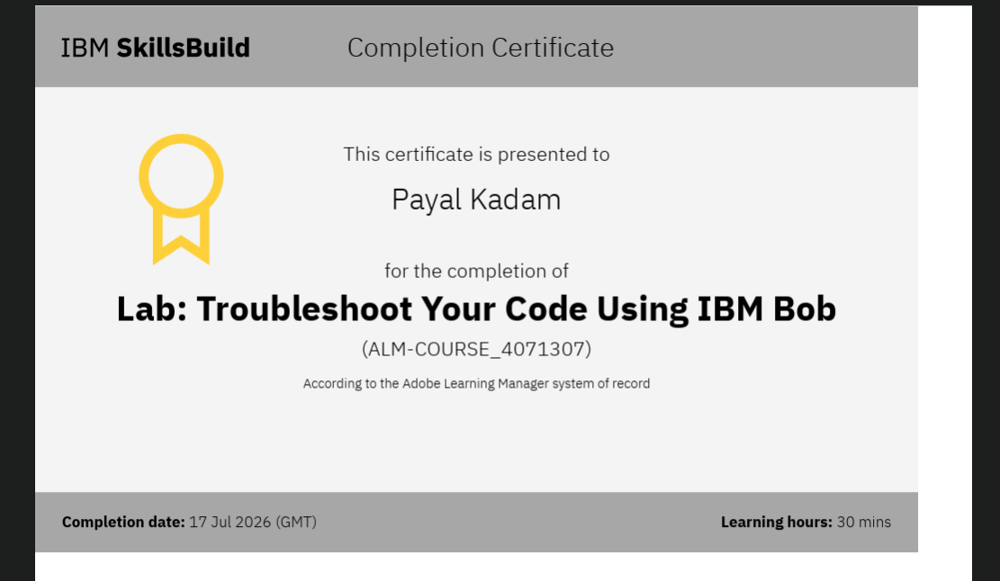 IBM SkillsBuild
Completion Certificate
This certificate is presented to
Payal Kadam
for the completion of
Lab: Troubleshoot Your Code Using IBM Bob
(ALM-COURSE_4071307)
According to the Adobe Learning Manager system of record
Completion date: 17 Jul 2026 (GMT)
Learning hours: 30 mins